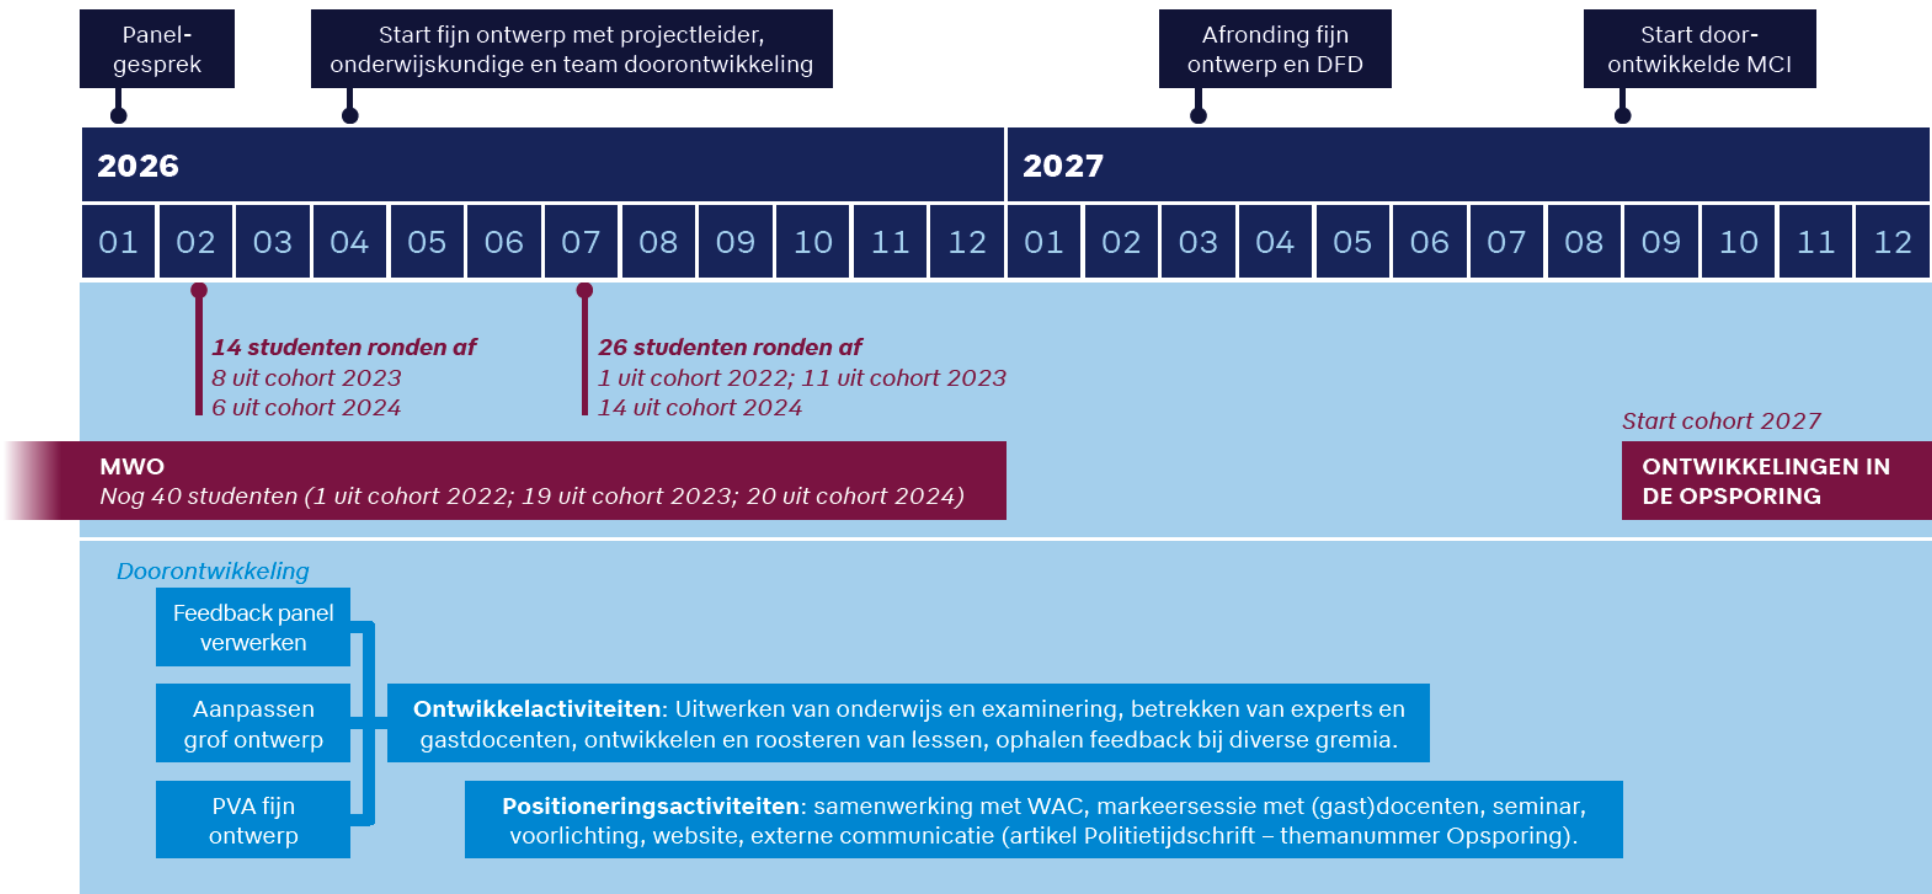 Panel-
gesprek
Start fijn ontwerp met projectleider,
onderwijskundige en team doorontwikkeling
Afronding fijn
ontwerp en DFD
Start door-
ontwikkelde MCI
2026
2027
01 02 03 04 05 06 07 08 09 10 11 12 01 02 03 04 05 06 07 08 09 10 11 12
14 studenten ronden af
8 uit cohort 2023
6 uit cohort 2024
26 studenten ronden af
1 uit cohort 2022; 11 uit cohort 2023
14 uit cohort 2024
MWO
Nog 40 studenten (1 uit cohort 2022; 19 uit cohort 2023; 20 uit cohort 2024)
Start cohort 2027
ONTWIKKELINGEN IN
DE OPSPORING
Doorontwikkeling
Feedback panel
verwerken
Aanpassen
grof ontwerp
PVA fijn
ontwerp
Ontwikkelactiviteiten: Uitwerken van onderwijs en examinering, betrekken van experts en
gastdocenten, ontwikkelen en roosteren van lessen, ophalen feedback bij diverse gremia.
Positioneringsactiviteiten: samenwerking met WAC, markeersessie met (gast)docenten, seminar,
voorlichting, website, externe communicatie (artikel Politietijdschrift – themanummer Opsporing).